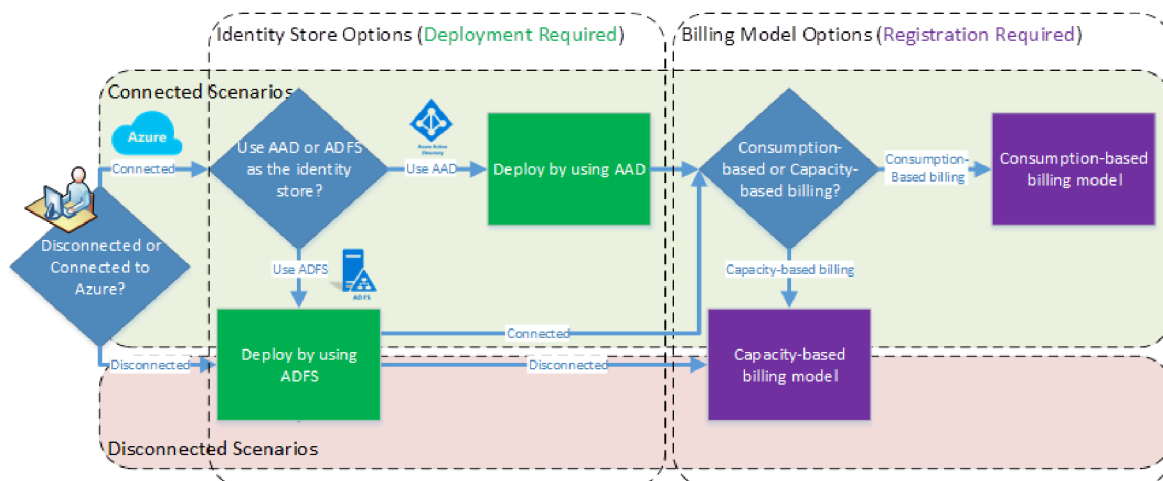 Identity Store Options (Deployment Required)
Billing Model Options (Registration Required)
Connected Scenarios
Azure
Connected
Disconnected or
Connected to
Azure?
Disconnected
Use AAD or ADFS
as the identity
store?
Azure Active
Directory
Use AAD
Deploy by using AAD
Use ADFS
ADFS
Deploy by using
ADFS
Connected
Disconnected
Consumption-
based or Capacity-
based billing?
Consumption-
Based billing
Consumption-based
billing model
Capacity-based billing
Capacity-based
billing model
Disconnected Scenarios